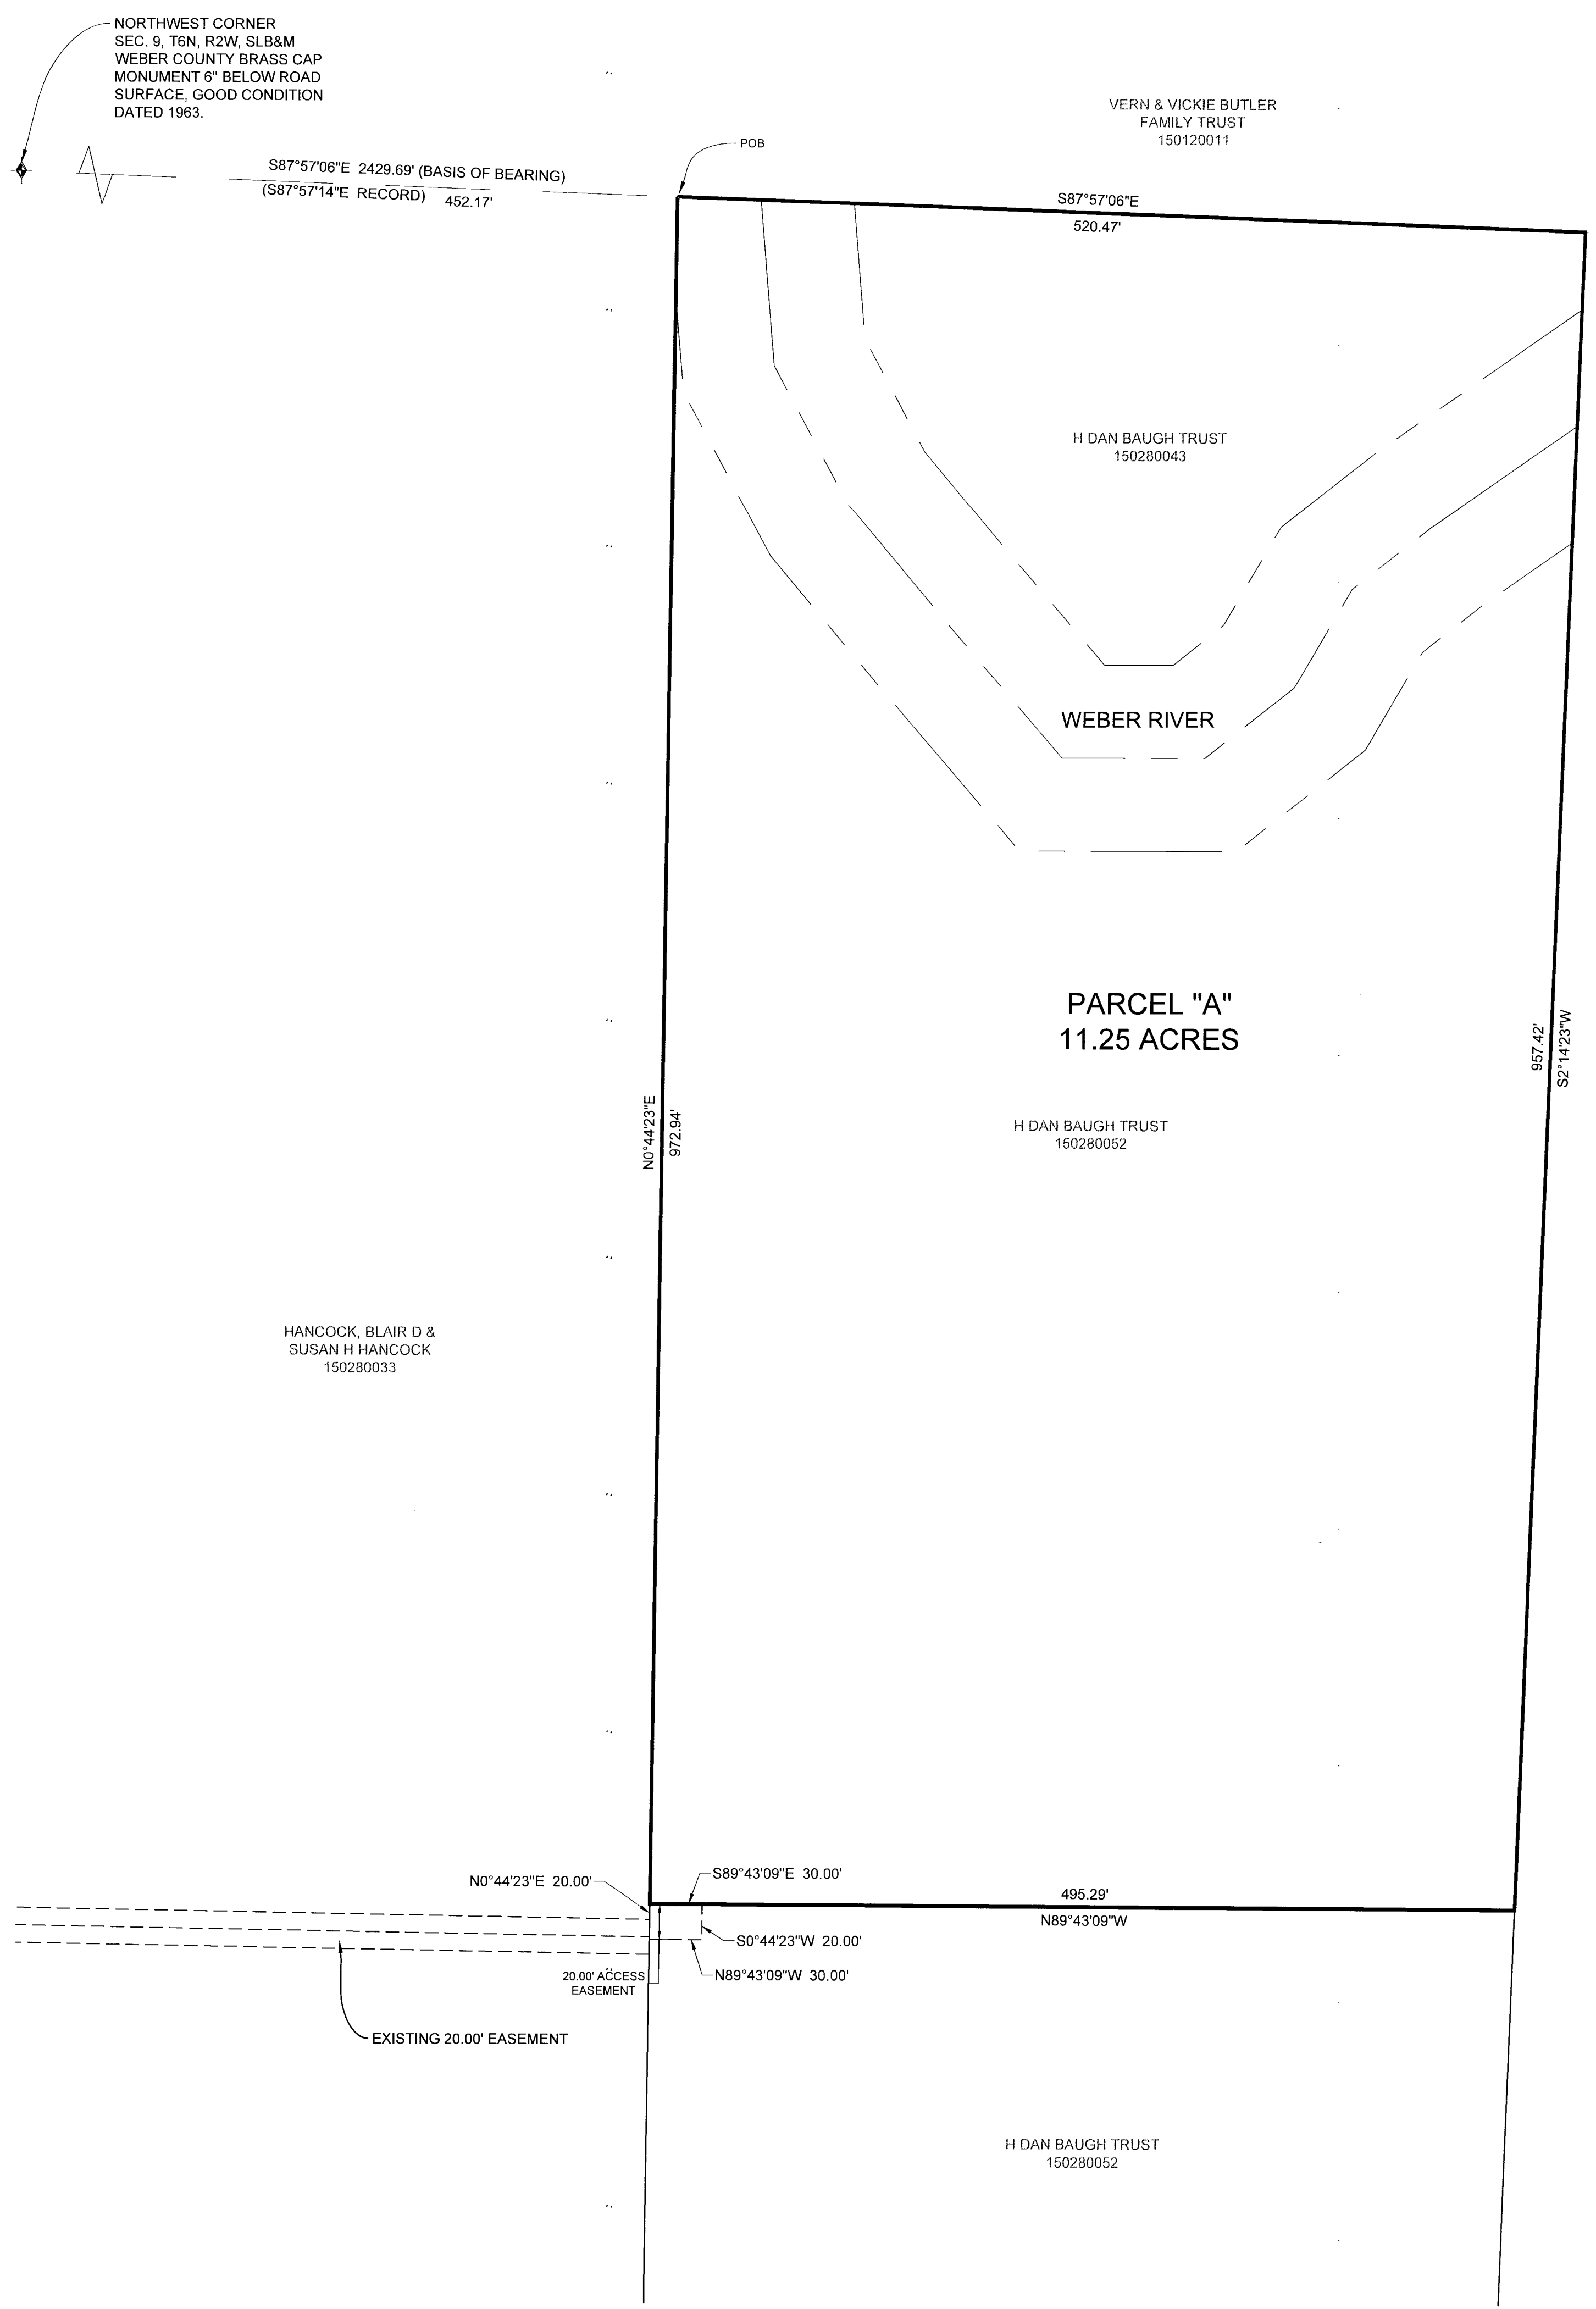 NORTHWEST CORNER
SEC. 9, T6N, R2W, SLB&M
WEBER COUNTY BRASS CAP
MONUMENT 6" BELOW ROAD
SURFACE, GOOD CONDITION
DATED 1963.
VERN & VICKIE BUTLER
FAMILY TRUST
150120011
POB
S87°57'06"E 2429.69' (BASIS OF BEARING)
(S87°57'14"E RECORD) 452.17'
S87°57'06"E
520.47'
H DAN BAUGH TRUST
150280043
WEBER RIVER
PARCEL "A"
11.25 ACRES
957.42'
S2°14'23"W
N0°44'23"E
972.94'
H DAN BAUGH TRUST
150280052
HANCOCK, BLAIR D &
SUSAN H HANCOCK
150280033
S89°43'09"E 30.00'
N0°44'23"E 20.00'
495.29'
N89°43'09"W
S0°44'23"W 20.00'
N89°43'09"W 30.00'
20.00' ACCESS
EASEMENT
EXISTING 20.00' EASEMENT
H DAN BAUGH TRUST
150280052